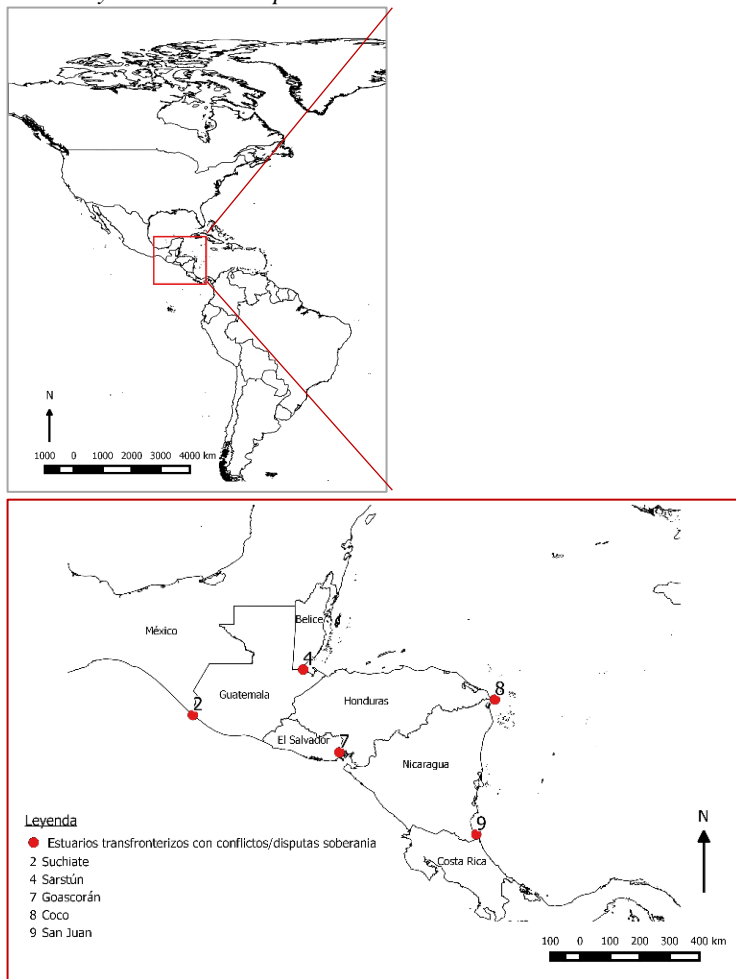 N
1000 0 1000 2000 3000 4000 km
México
Belice
4
2
Guatemala
Honduras
8
El Salvador
7
Nicaragua
9
Costa Rica
Leyenda
Estuarios transfronterizos con conflictos/disputas soberania
2 Suchiate
4 Sarstún
7 Goascorán
8 Coco
9 San Juan
N
100 0 100 200 300 400 km